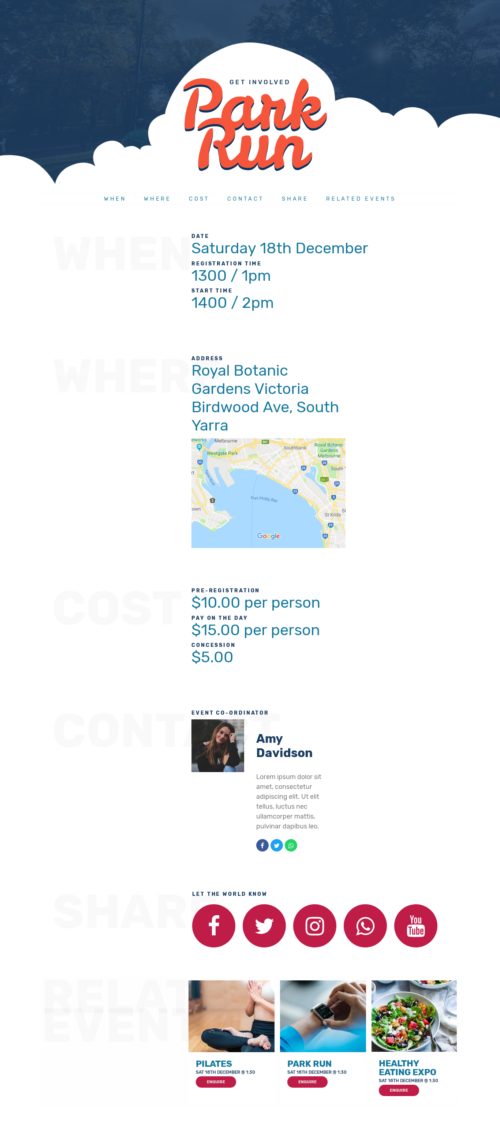 GET INVOLVED
Park
Run
WHEN WHERE COST CONTACT SHARE RELATED EVENTS
WHEN
DATE
Saturday 18th December
REGISTRATION TIME
1300 / 1pm
START TIME
1400 / 2pm
WHERE
ADDRESS
Royal Botanic
Gardens Victoria
Birdwood Ave, South
Yarra
Melbourne
Westgate Park
Southbank
Royal Botanic
Gardens
Melbourne
Port Phillip Bay
St Kilda
Google
COST
PRE-REGISTRATION
$10.00 per person
PAY ON THE DAY
$15.00 per person
CONCESSION
$5.00
CONTACT
EVENT CO-ORDINATOR
Amy
Davidson
Lorem ipsum dolor sit
amet, consectetur
adipiscing elit. Ut elit
tellus, luctus nec
ullamcorper mattis,
pulvinar dapibus leo.
SHARE
LET THE WORLD KNOW
You
Tube
RELATED
EVENTS
PILATES
SAT 18TH DECEMBER @ 1:30
ENQUIRE
PARK RUN
SAT 18TH DECEMBER @ 1:30
ENQUIRE
HEALTHY
EATING EXPO
SAT 18TH DECEMBER @ 1:30
ENQUIRE